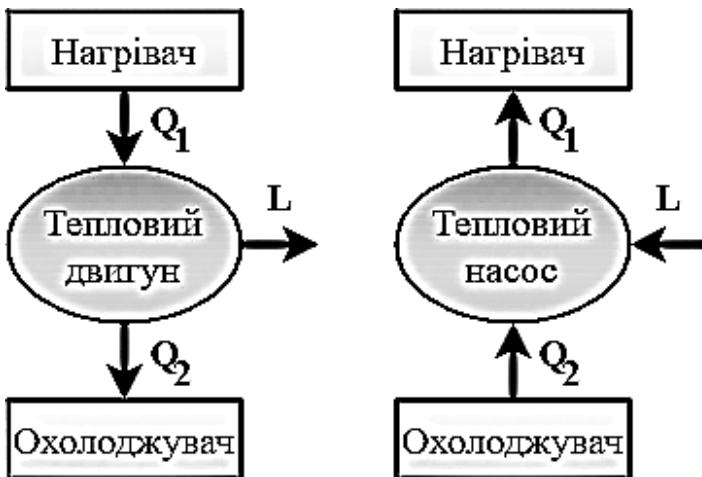 Нагрівач
Q1
L
Тепловий
двигун
Q2
Охолоджувач
Нагрівач
Q1
L
Тепловий
насос
Q2
Охолоджувач